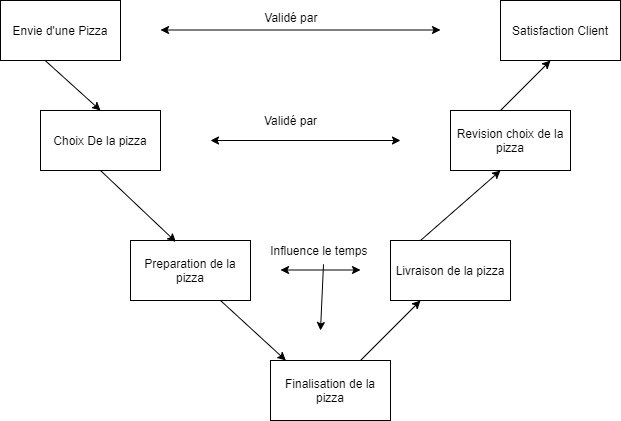 Envie d'une Pizza
Validé par
Satisfaction Client
Choix De la pizza
Validé par
Revision choix de la
pizza
Preparation de la
pizza
Influence le temps
Livraison de la pizza
Finalisation de la
pizza